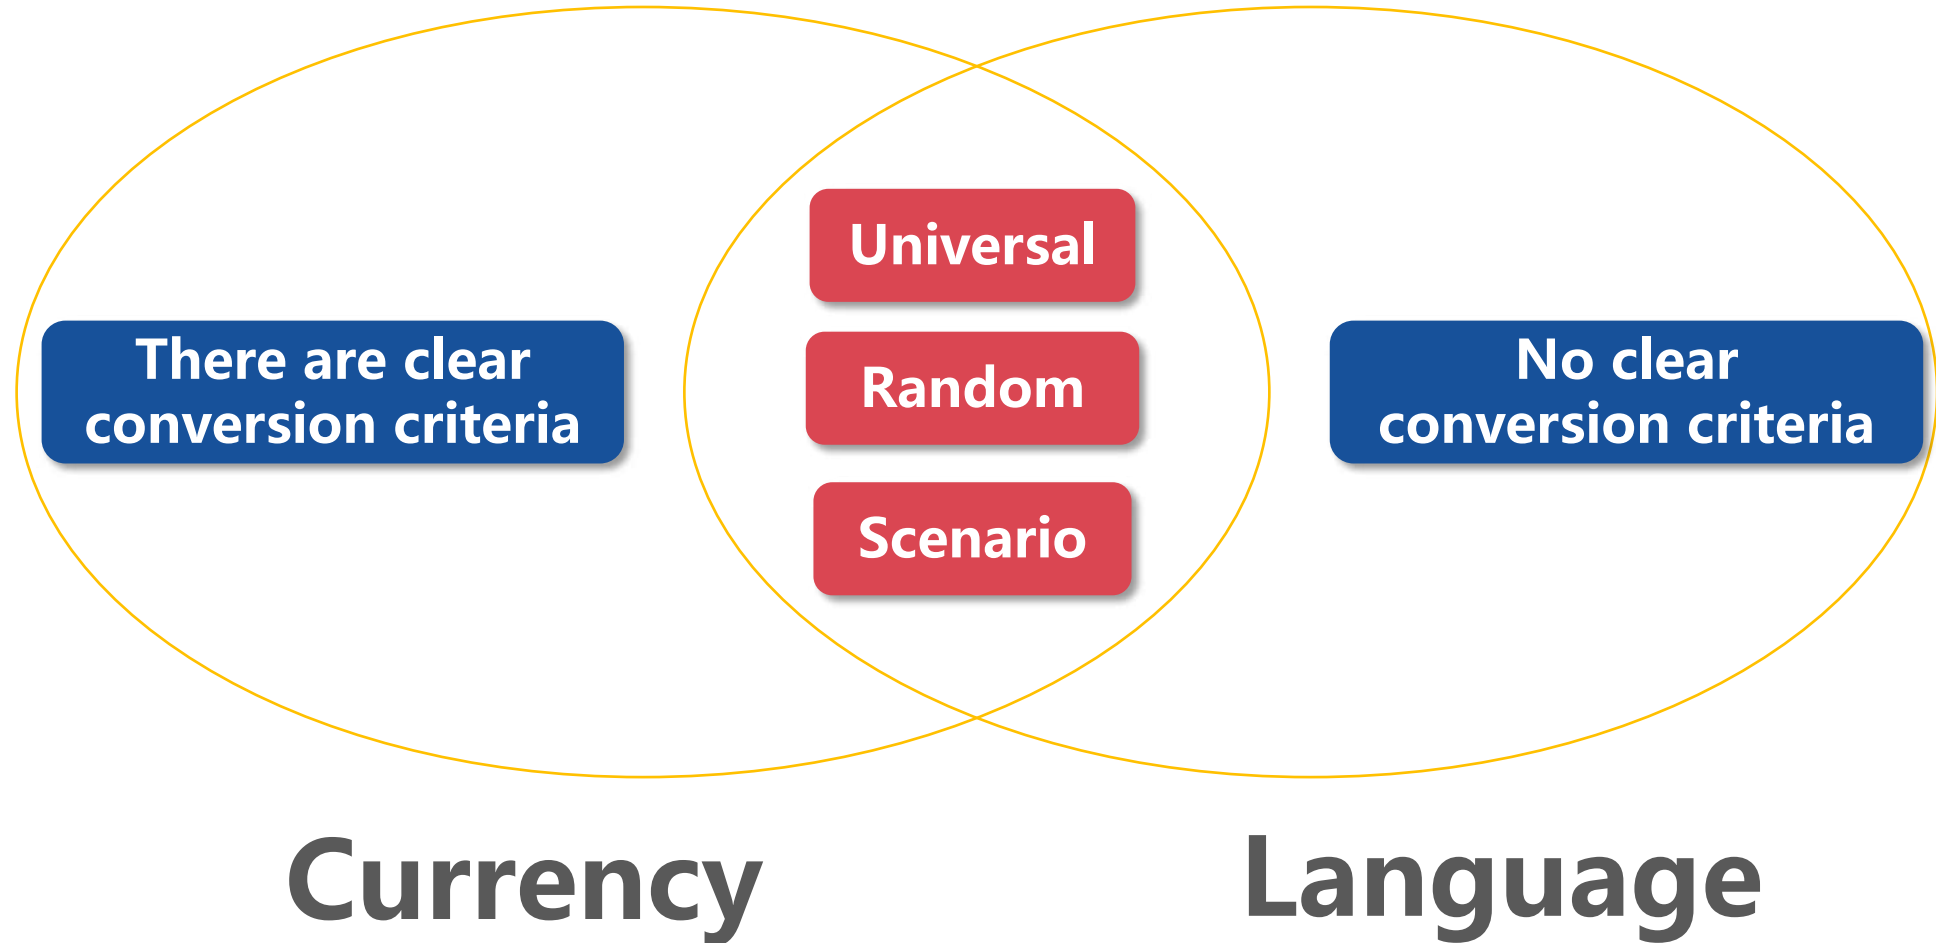 Universal
There are clear
conversion criteria
Random
No clear
conversion criteria
Scenario
Currency
Language